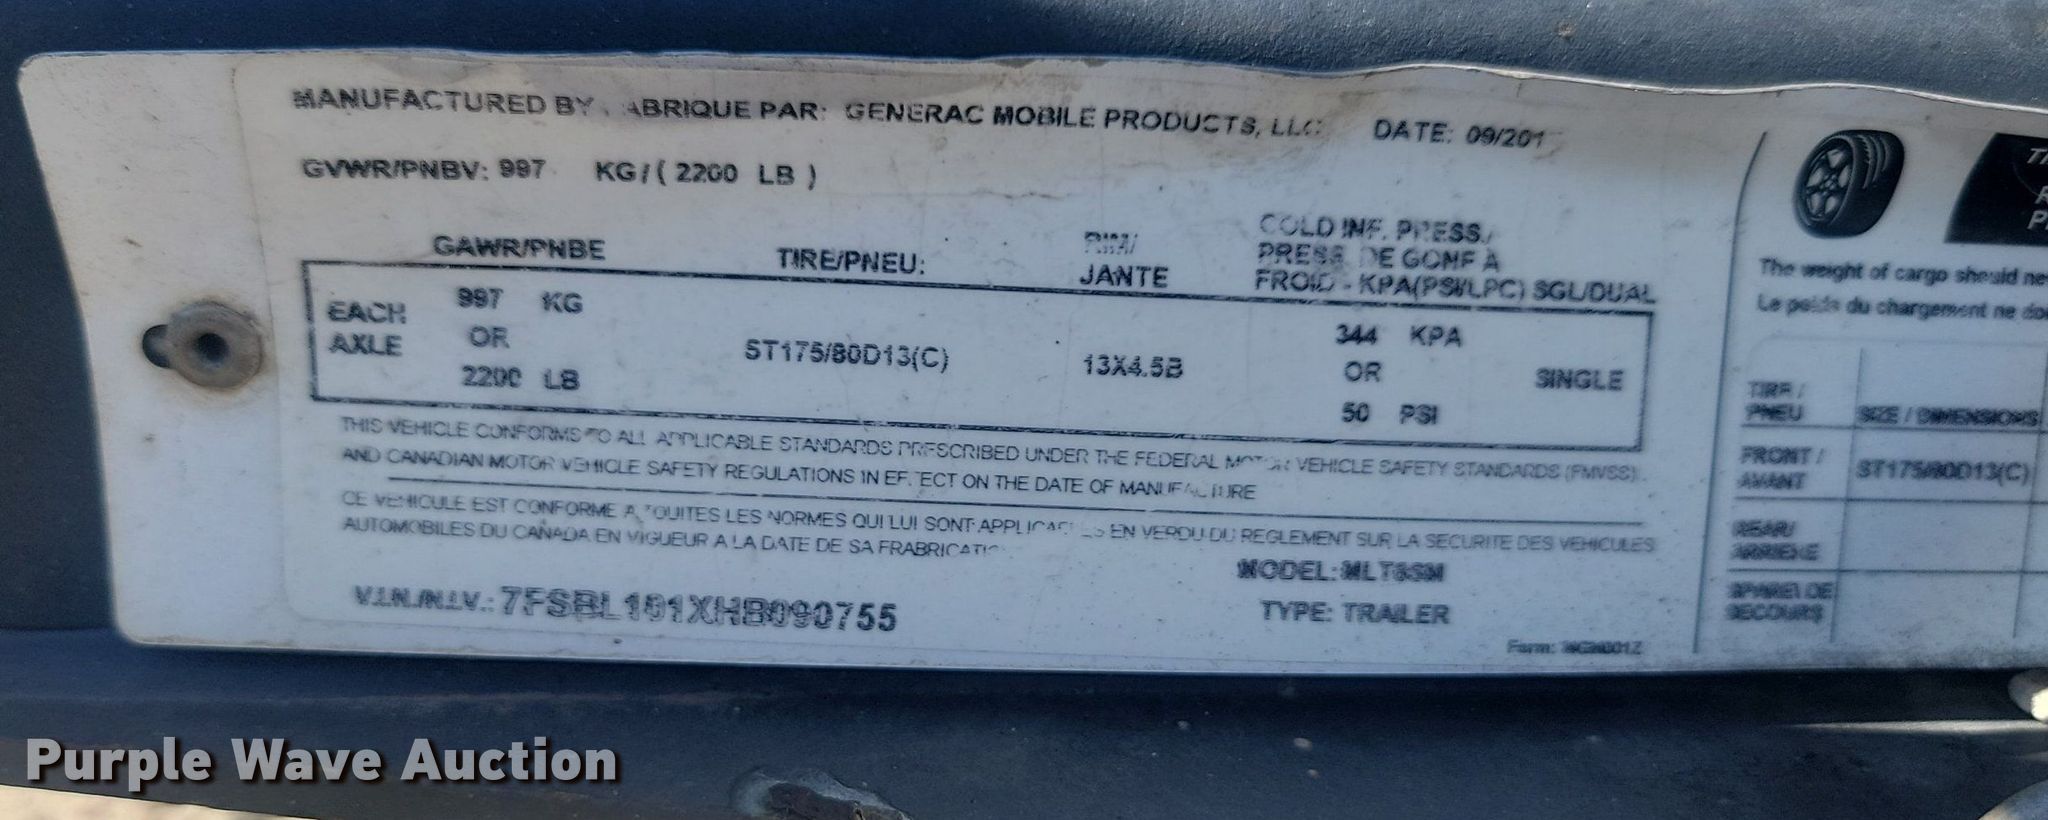 MANUFACTURED BY / ABRIQUE PAR: GENERAC MOBILE PRODUCTS, LLC DATE: 09/201
GVWR/PNBV: 997 KG / ( 2200 LB )
GAWR/PNBE TIRE/PNEU: RIM/ JANTE COLD INF. PRESS./
PRESS. DE GONF A
FROID - KPA(PSI/LPC) SGL/DUAL
EACH AXLE
997 KG
OR
2200 LB
ST175/80D13(C)
13X4.5B
344 KPA
OR
50 PSI
SINGLE
THIS VEHICLE CONFORMS TO ALL APPLICABLE STANDARDS PRESCRIBED UNDER THE FEDERAL MOTOR VEHICLE SAFETY STANDARDS (FMVSS)
AND CANADIAN MOTOR VEHICLE SAFETY REGULATIONS IN EFFECT ON THE DATE OF MANUFACTURE
CE VEHICULE EST CONFORME A TOUITES LES NORMES QUI LUI SONT APPLICABLES EN VERDU DU REGLEMENT SUR LA SECURITE DES VEHICULES
AUTOMOBILES DU CANADA EN VIGUEUR A LA DATE DE SA FRABRICATIO
V.I.N./N.I.V.: 7FSBL101XHB090755
MODEL: MLT6SM
TYPE: TRAILER
Form:
The weight of cargo should ne
Le poids du chargement ne do
TIRE / PNEU
SIZE / DIMENSIONS
FRONT / AVANT
ST175/80D13(C)
REAR/ ARRIERE
SPARE/ DE SECOURS
Purple Wave Auction